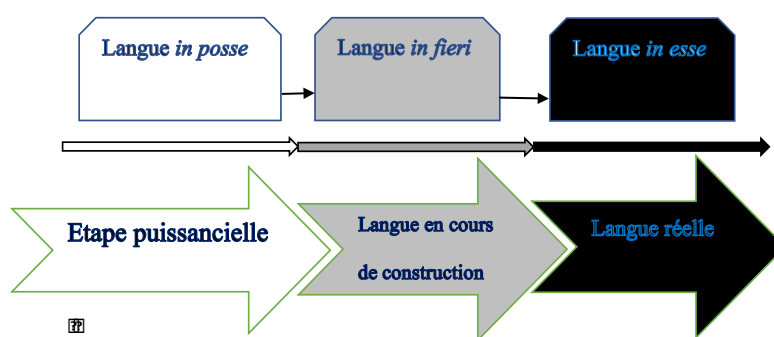 Langue in posse
Langue in fieri
Langue in esse
Etape puissancielle
Langue en cours
de construction
Langue réelle